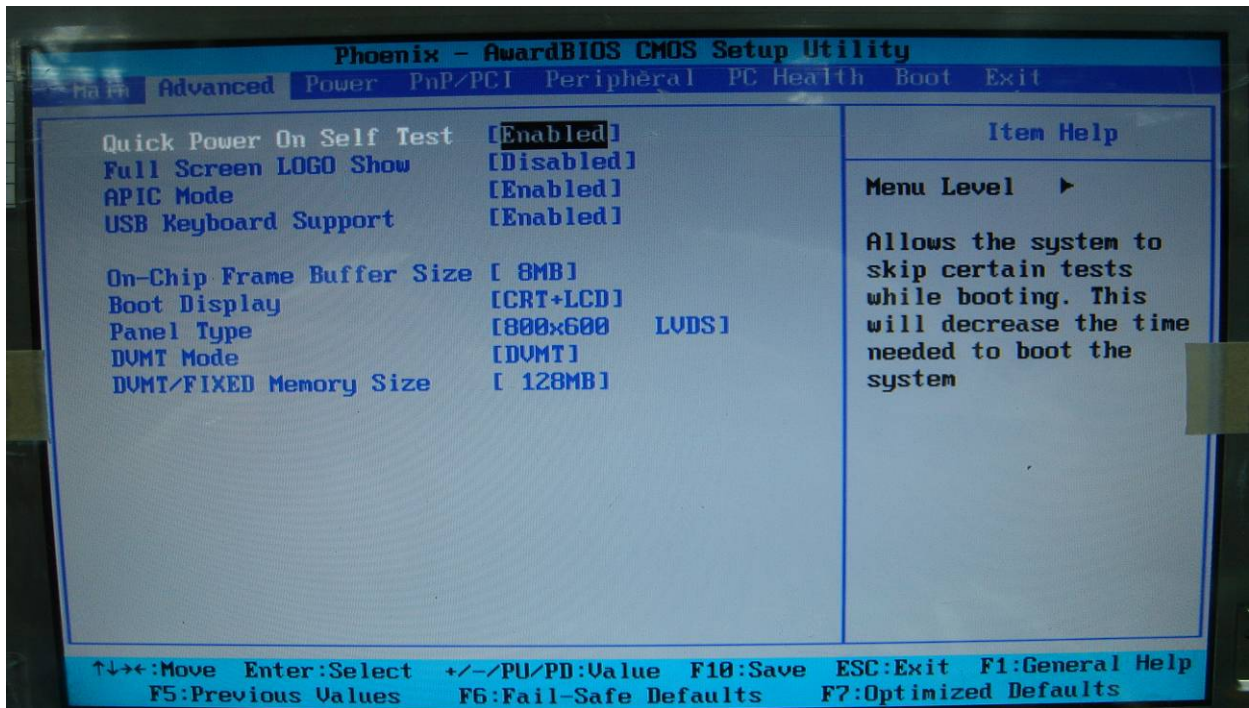 Phoenix - AwardBIOS CMOS Setup Utility
Main Advanced Power PnP/PCI Peripheral PC Health Boot Exit
Quick Power On Self Test [Enabled]
Full Screen LOGO Show [Disabled]
APIC Mode [Enabled]
USB Keyboard Support [Enabled]
On-Chip Frame Buffer Size [ 8MB]
Boot Display [CRT+LCD]
Panel Type [800x600 LVDS]
DVMT Mode [DVMT]
DVMT/FIXED Memory Size [ 128MB]
Item Help
Menu Level ►
Allows the system to
skip certain tests
while booting. This
will decrease the time
needed to boot the
system
↑↓→←:Move Enter:Select +/-/PU/PD:Value F10:Save ESC:Exit F1:General Help
F5:Previous Values F6:Fail-Safe Defaults F7:Optimized Defaults